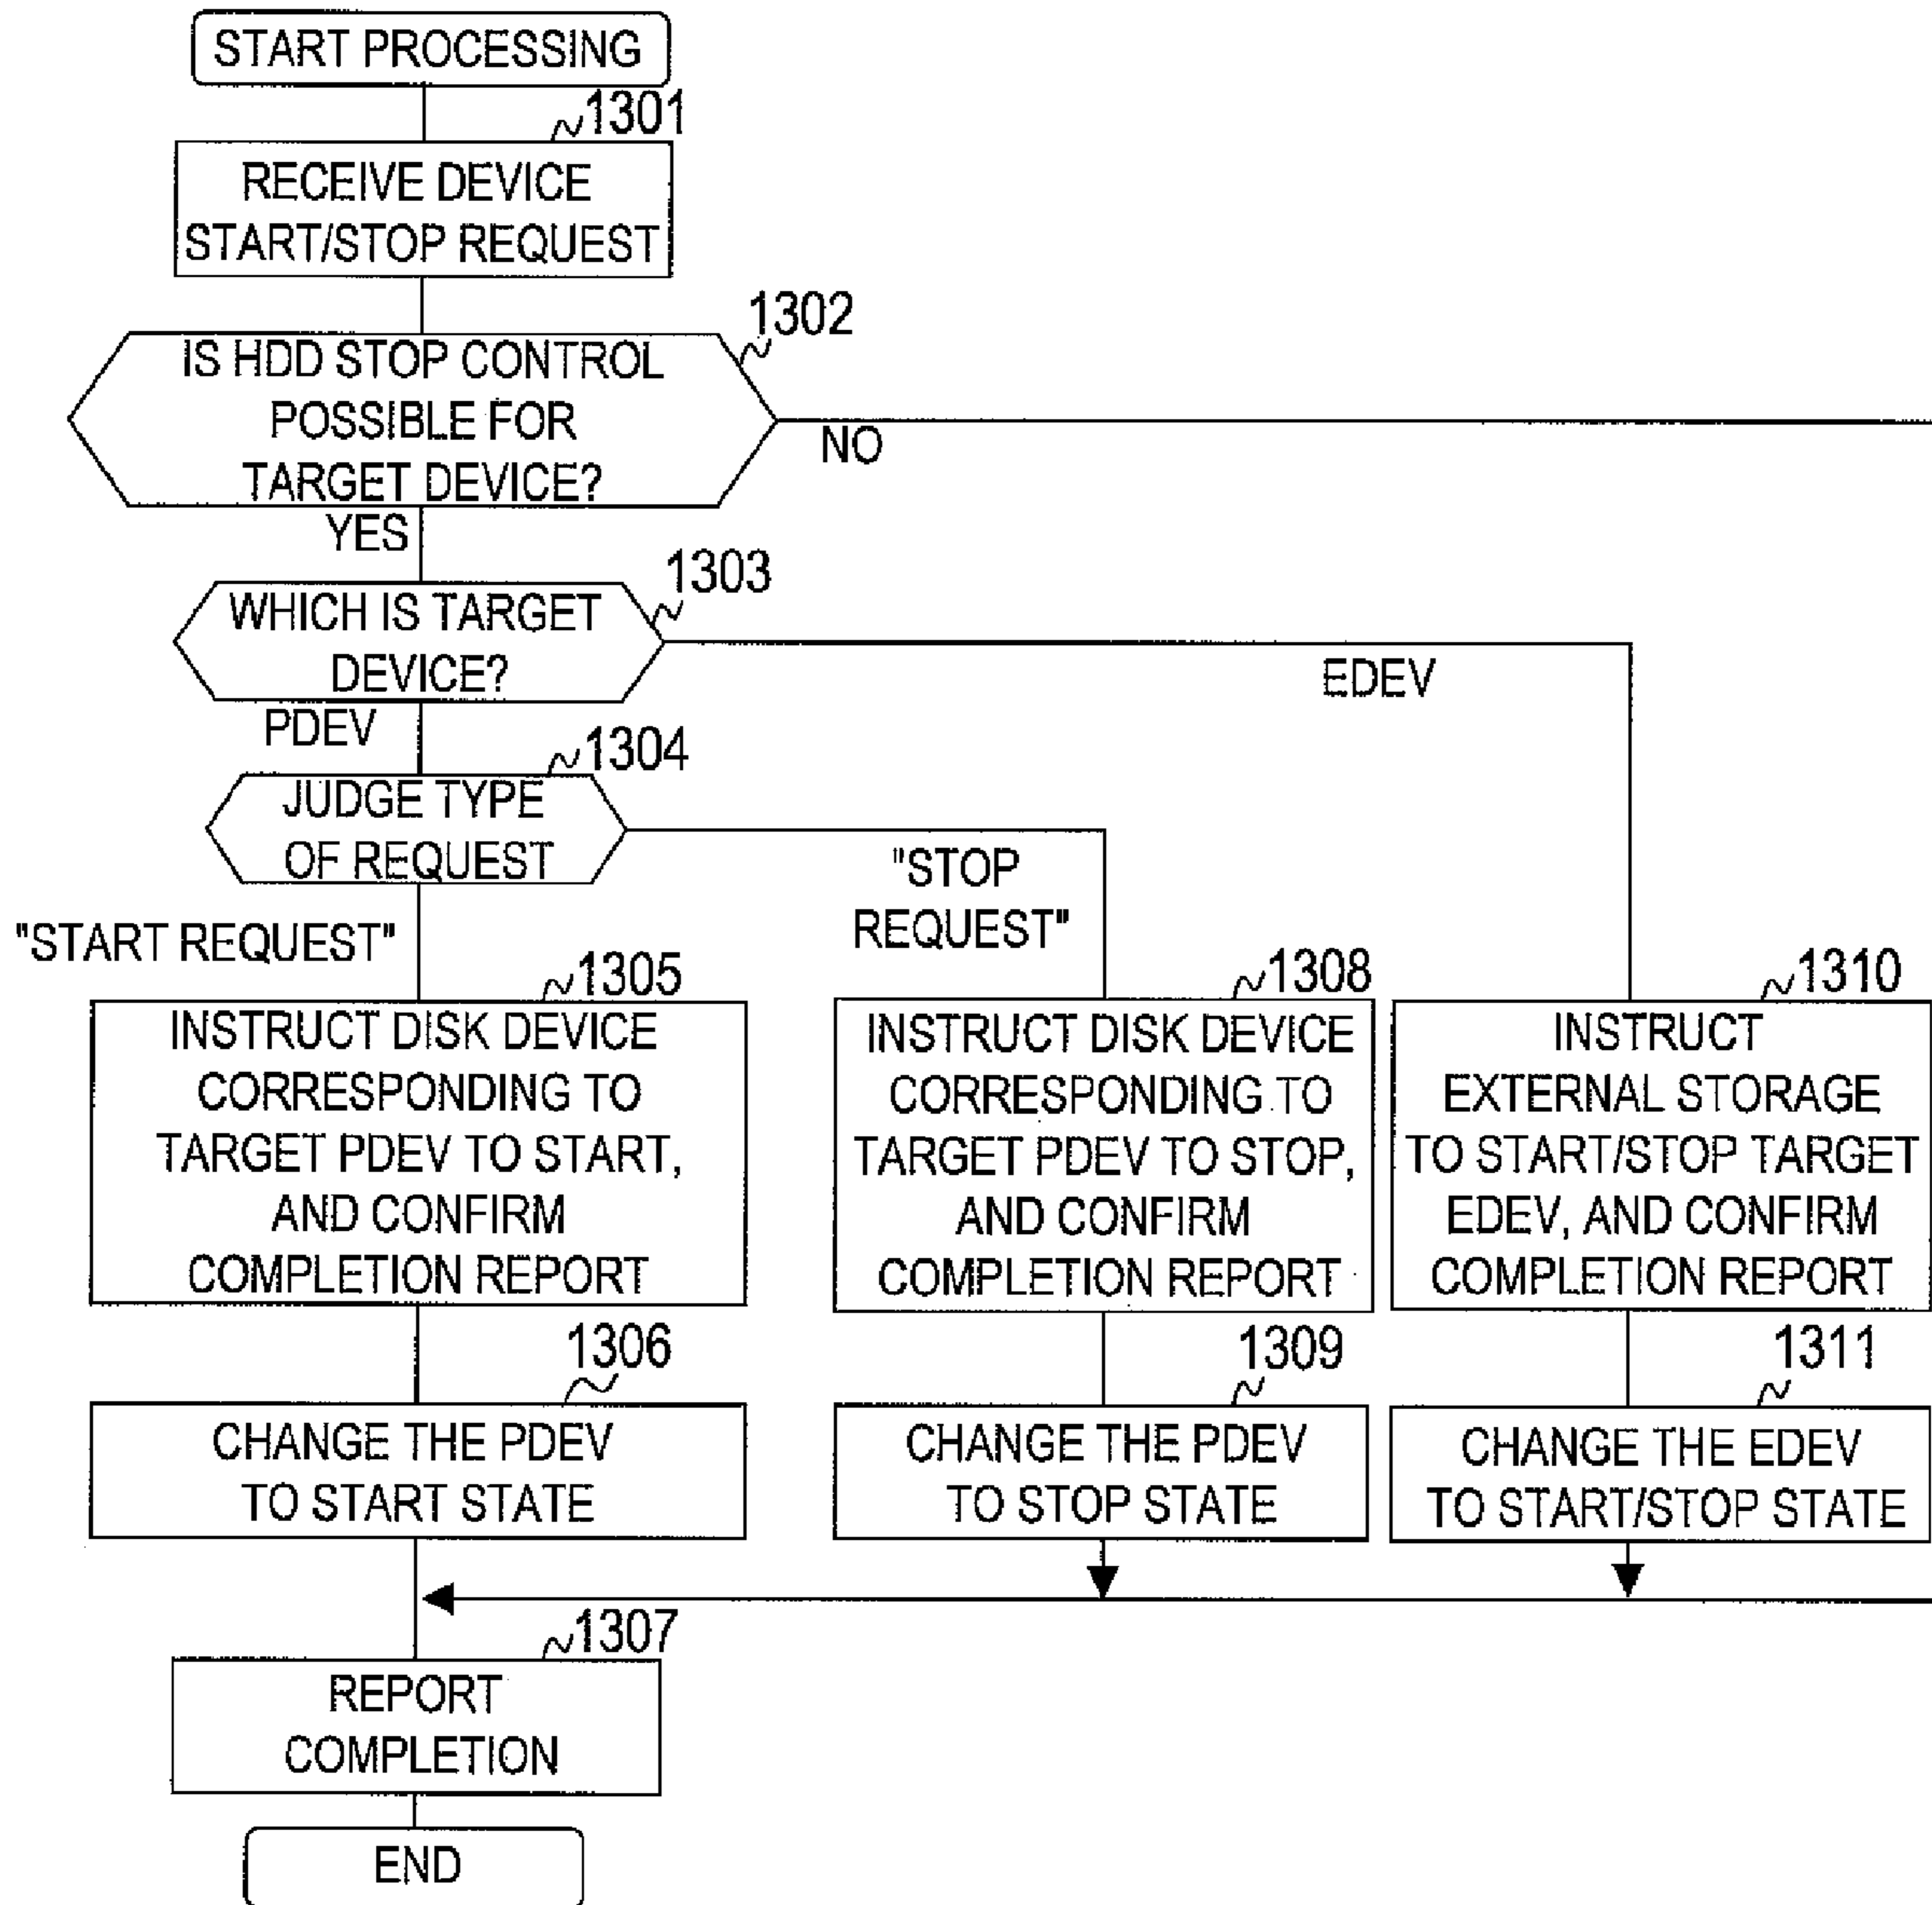 START PROCESSING
1301
RECEIVE DEVICE
START/STOP REQUEST
1302
IS HDD STOP CONTROL
POSSIBLE FOR
TARGET DEVICE?
NO
YES
1303
WHICH IS TARGET
DEVICE?
EDEV
PDEV
1304
JUDGE TYPE
OF REQUEST
"STOP
REQUEST"
"START REQUEST"
1305
INSTRUCT DISK DEVICE
CORRESPONDING TO
TARGET PDEV TO START,
AND CONFIRM
COMPLETION REPORT
1308
INSTRUCT DISK DEVICE
CORRESPONDING TO
TARGET PDEV TO STOP,
AND CONFIRM
COMPLETION REPORT
1310
INSTRUCT
EXTERNAL STORAGE
TO START/STOP TARGET
EDEV, AND CONFIRM
COMPLETION REPORT
1306
CHANGE THE PDEV
TO START STATE
1309
CHANGE THE PDEV
TO STOP STATE
1311
CHANGE THE EDEV
TO START/STOP STATE
1307
REPORT
COMPLETION
END